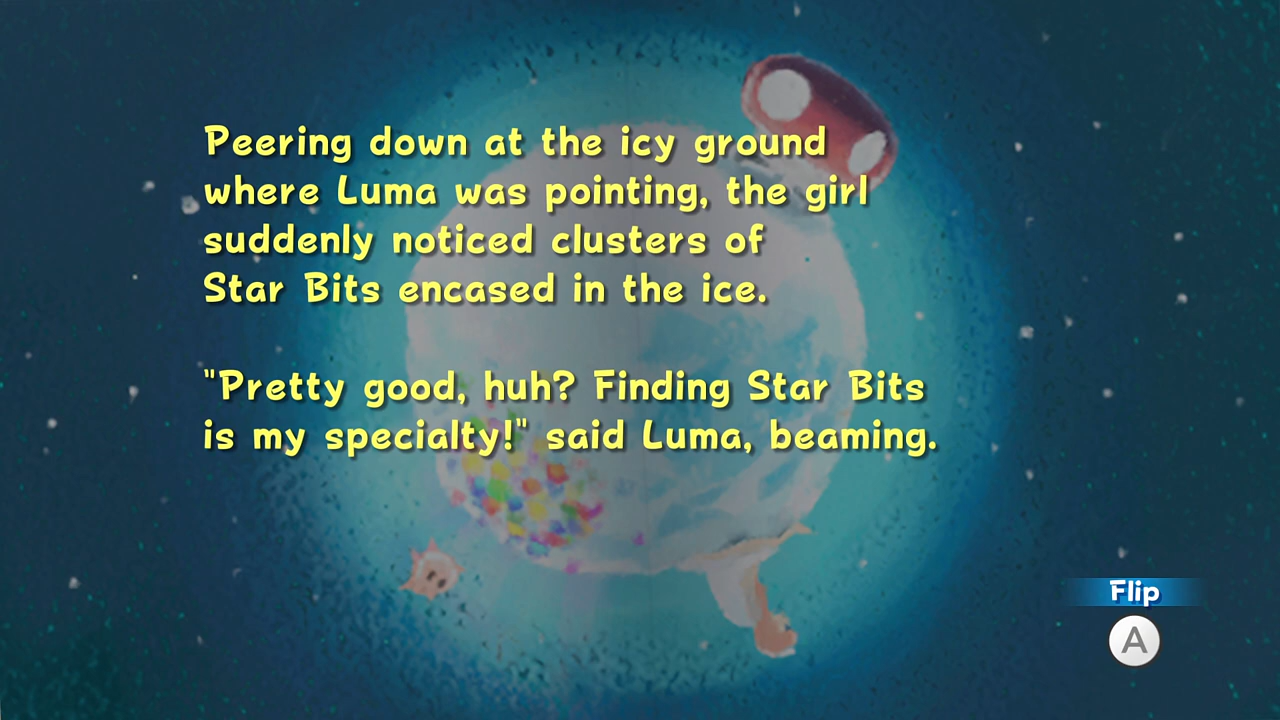 Peering down at the icy ground
where Luma was pointing, the girl
suddenly noticed clusters of
Star Bits encased in the ice.
"Pretty good, huh? Finding Star Bits
is my specialty!" said Luma, beaming.
Flip
A